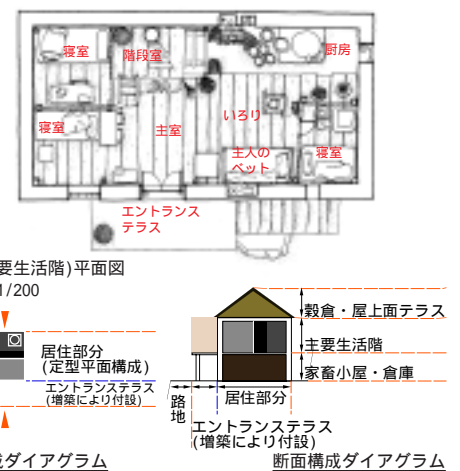 寝室
階段室
厨房
寝室
主室
いろり
主人の
ベット
寝室
エントランス
テラス
要生活階)平面図
1/200
居住部分
(定型平面構成)
エントランステラス
(増築により付設)
穀倉・屋上面テラス
主要生活階
家畜小屋・倉庫
路地
居住部分
エントランステラス
(増築により付設)
成ダイアグラム
断面構成ダイアグラム